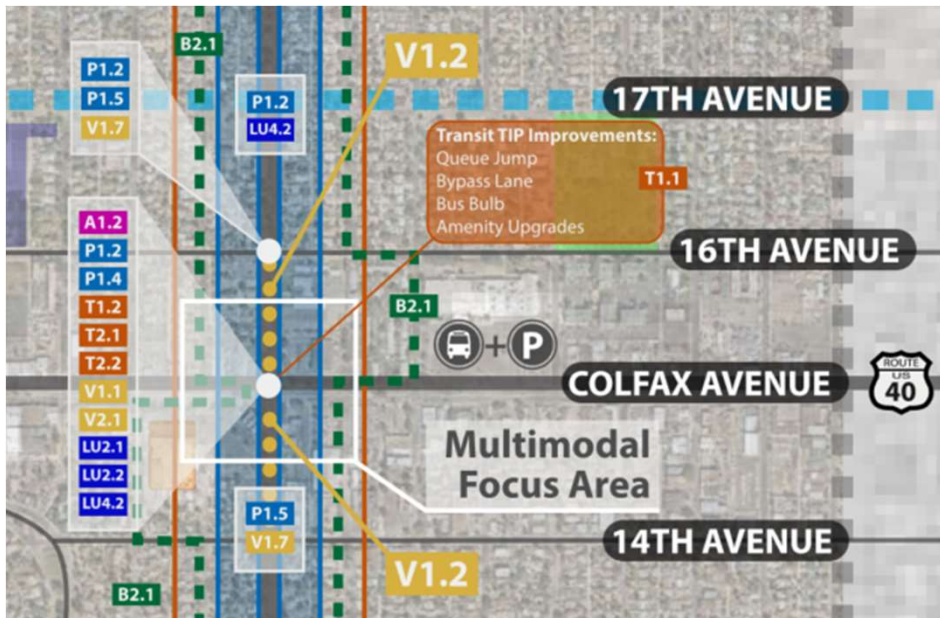 B2.1
V1.2
P1.2
P1.5
V1.7
P1.2
LU4.2
17TH AVENUE
Transit TIP Improvements:
Queue Jump
Bypass Lane
Bus Bulb
Amenity Upgrades
T1.1
A1.2
P1.2
P1.4
T1.2
T2.1
T2.2
V1.1
V2.1
LU2.1
LU2.2
LU4.2
16TH AVENUE
B2.1
+ P
COLFAX AVENUE
ROUTE
US
40
Multimodal
Focus Area
P1.5
V1.7
14TH AVENUE
V1.2
B2.1